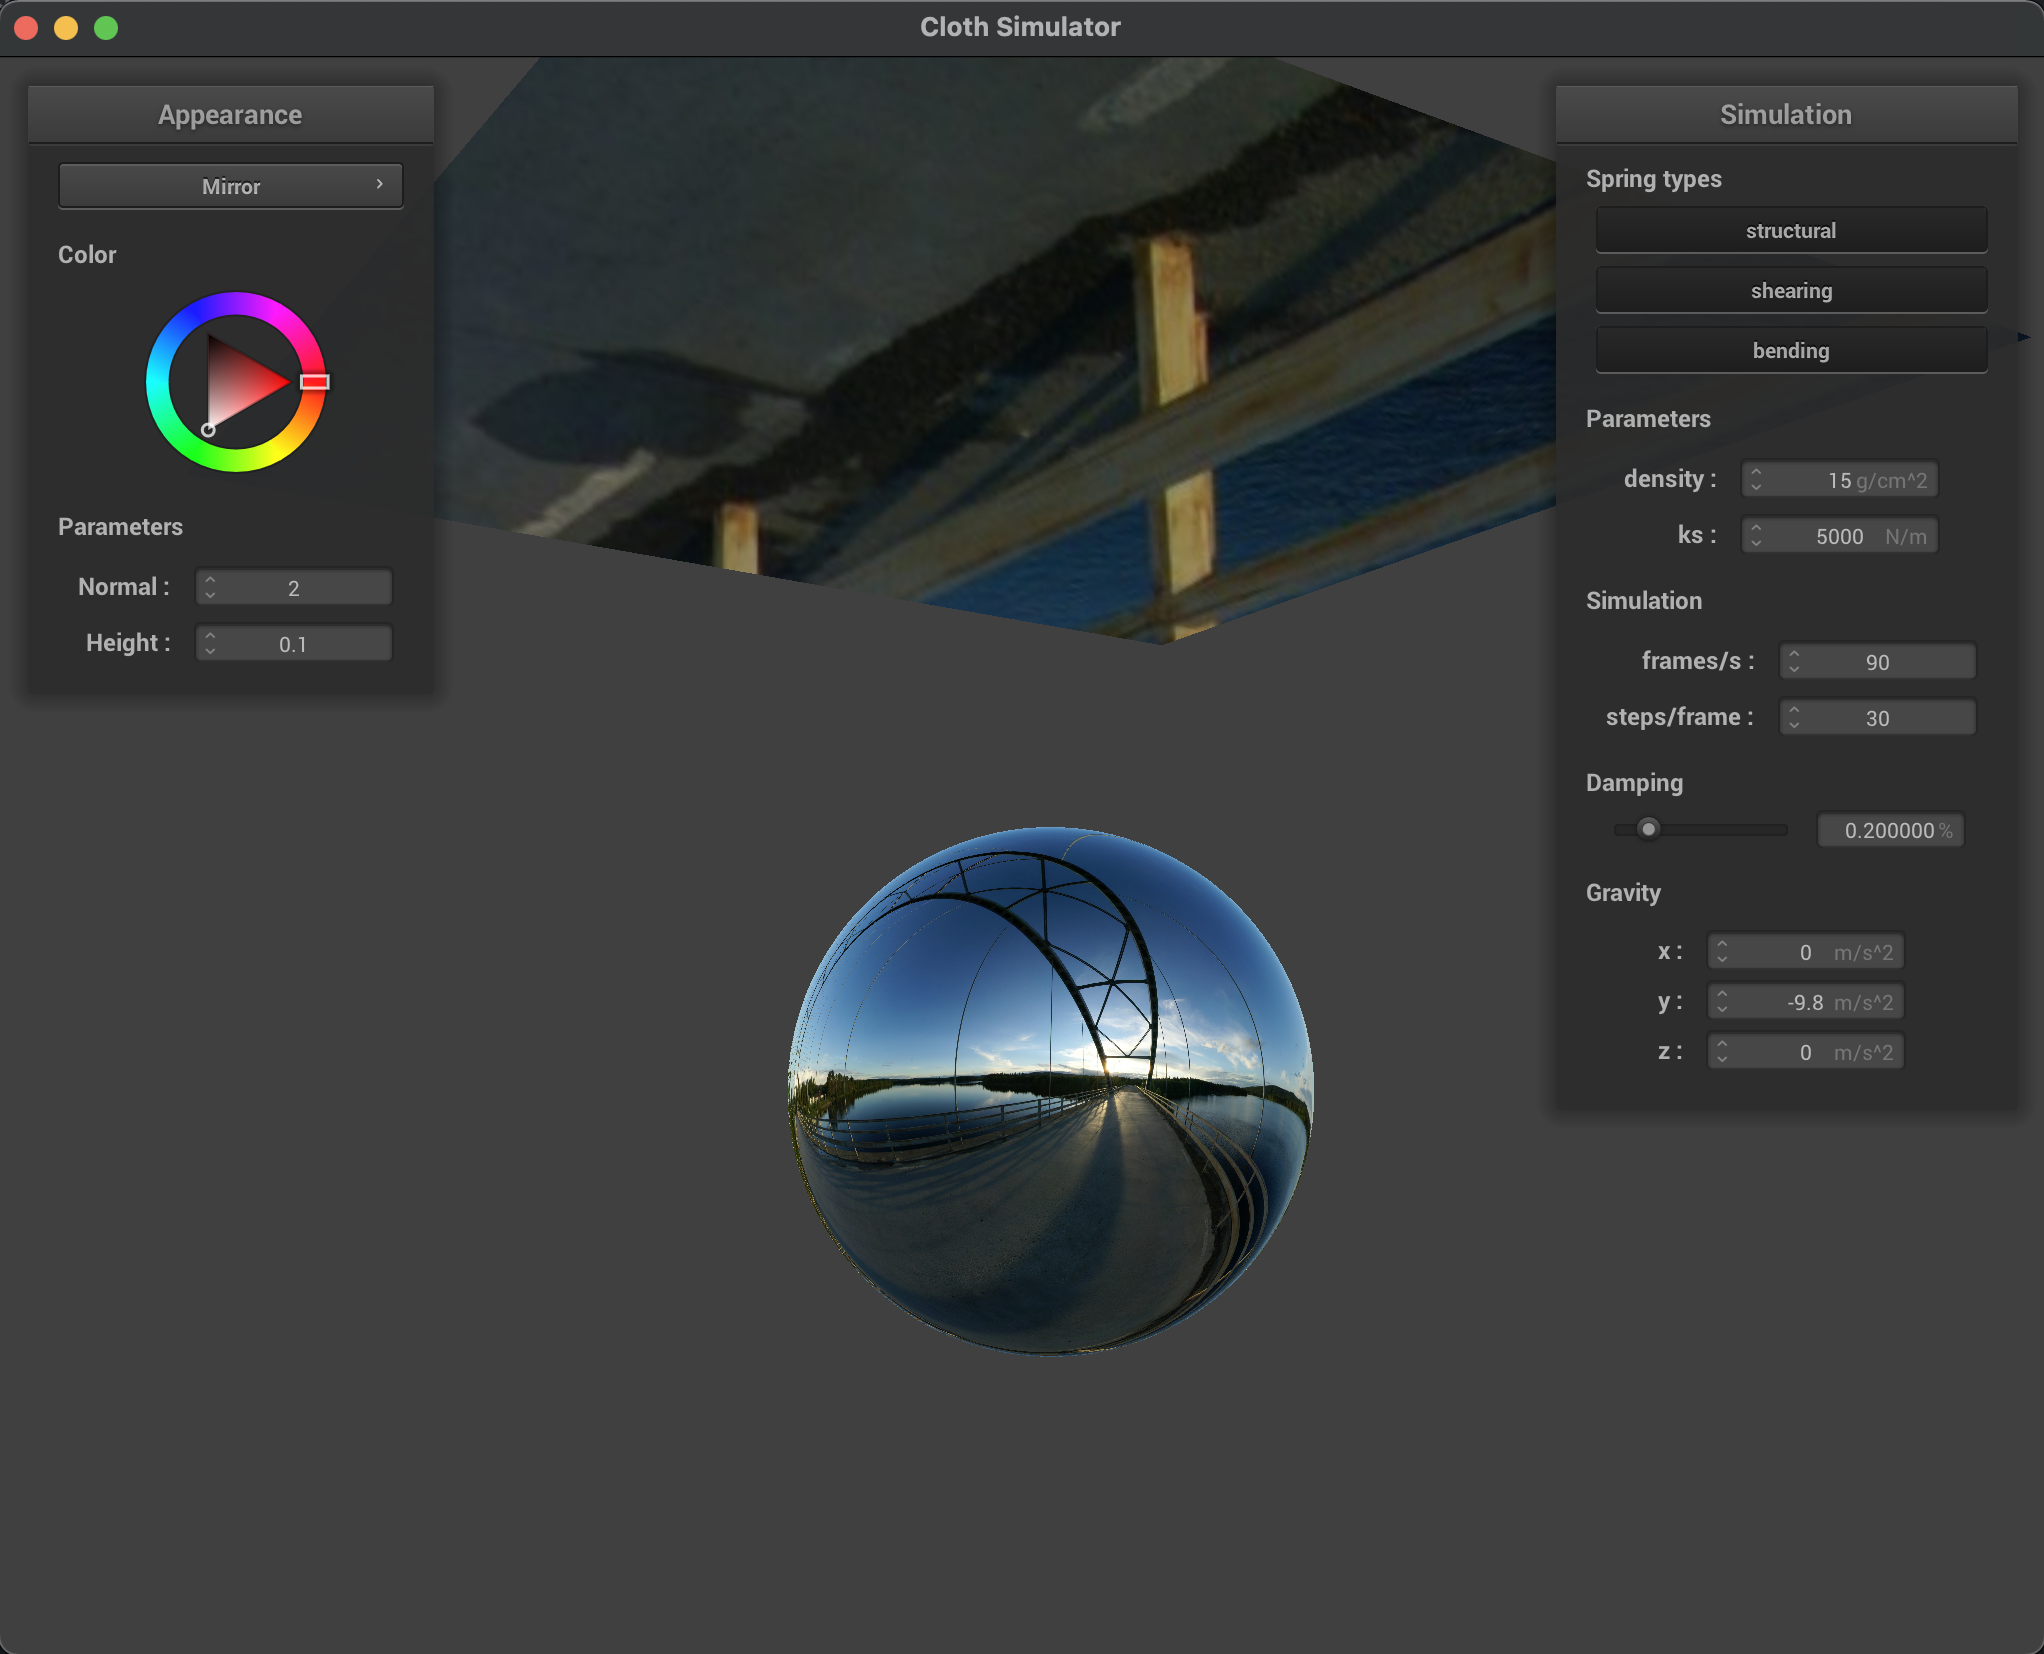 Cloth Simulator
Appearance
Mirror
Color
Parameters
Normal : 2
Height : 0.1
Simulation
Spring types
structural
shearing
bending
Parameters
density : 15 g/cm^2
ks : 5000 N/m
Simulation
frames/s : 90
steps/frame : 30
Damping
0.200000 %
Gravity
x : 0 m/s^2
y : -9.8 m/s^2
z : 0 m/s^2